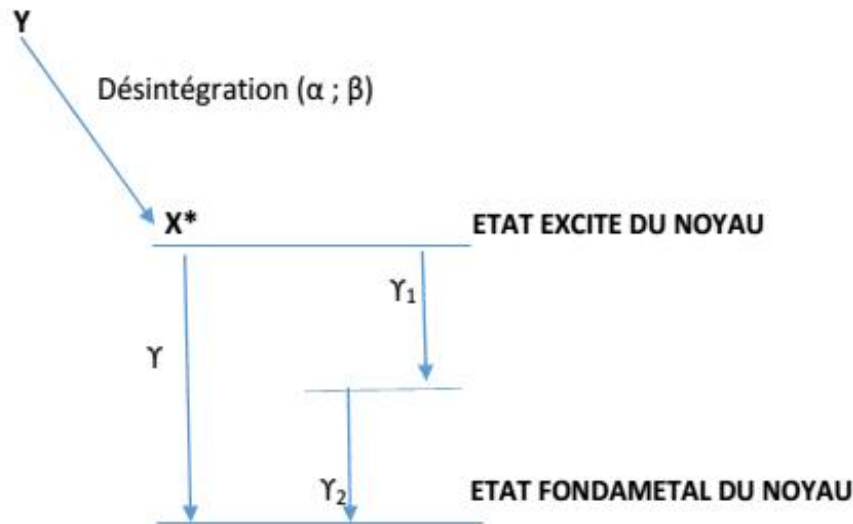 Y
Désintégration (α ; β)
X*
ETAT EXCITE DU NOYAU
ϒ₁
ϒ
ϒ₂
ETAT FONDAMETAL DU NOYAU